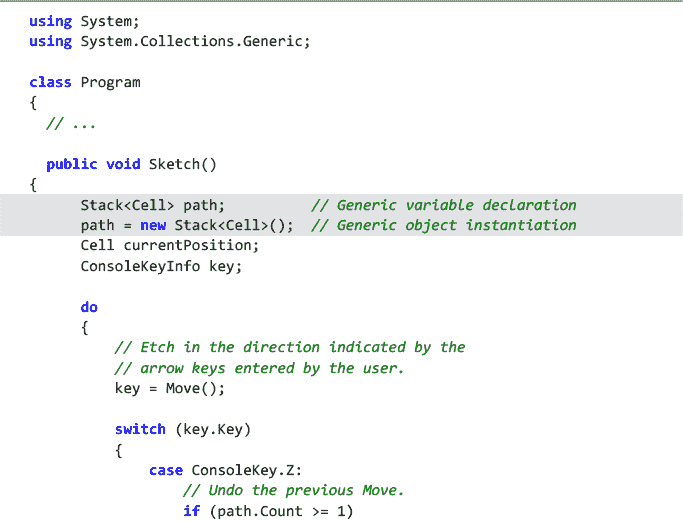 using System;
using System.Collections.Generic;
class Program
{
// ...
public void Sketch()
{
Stack<Cell> path; // Generic variable declaration
path = new Stack<Cell>(); // Generic object instantiation
Cell currentPosition;
ConsoleKeyInfo key;
do
{
// Etch in the direction indicated by the
// arrow keys entered by the user.
key = Move();
switch (key.Key)
{
case ConsoleKey.Z:
// Undo the previous Move.
if (path.Count >= 1)